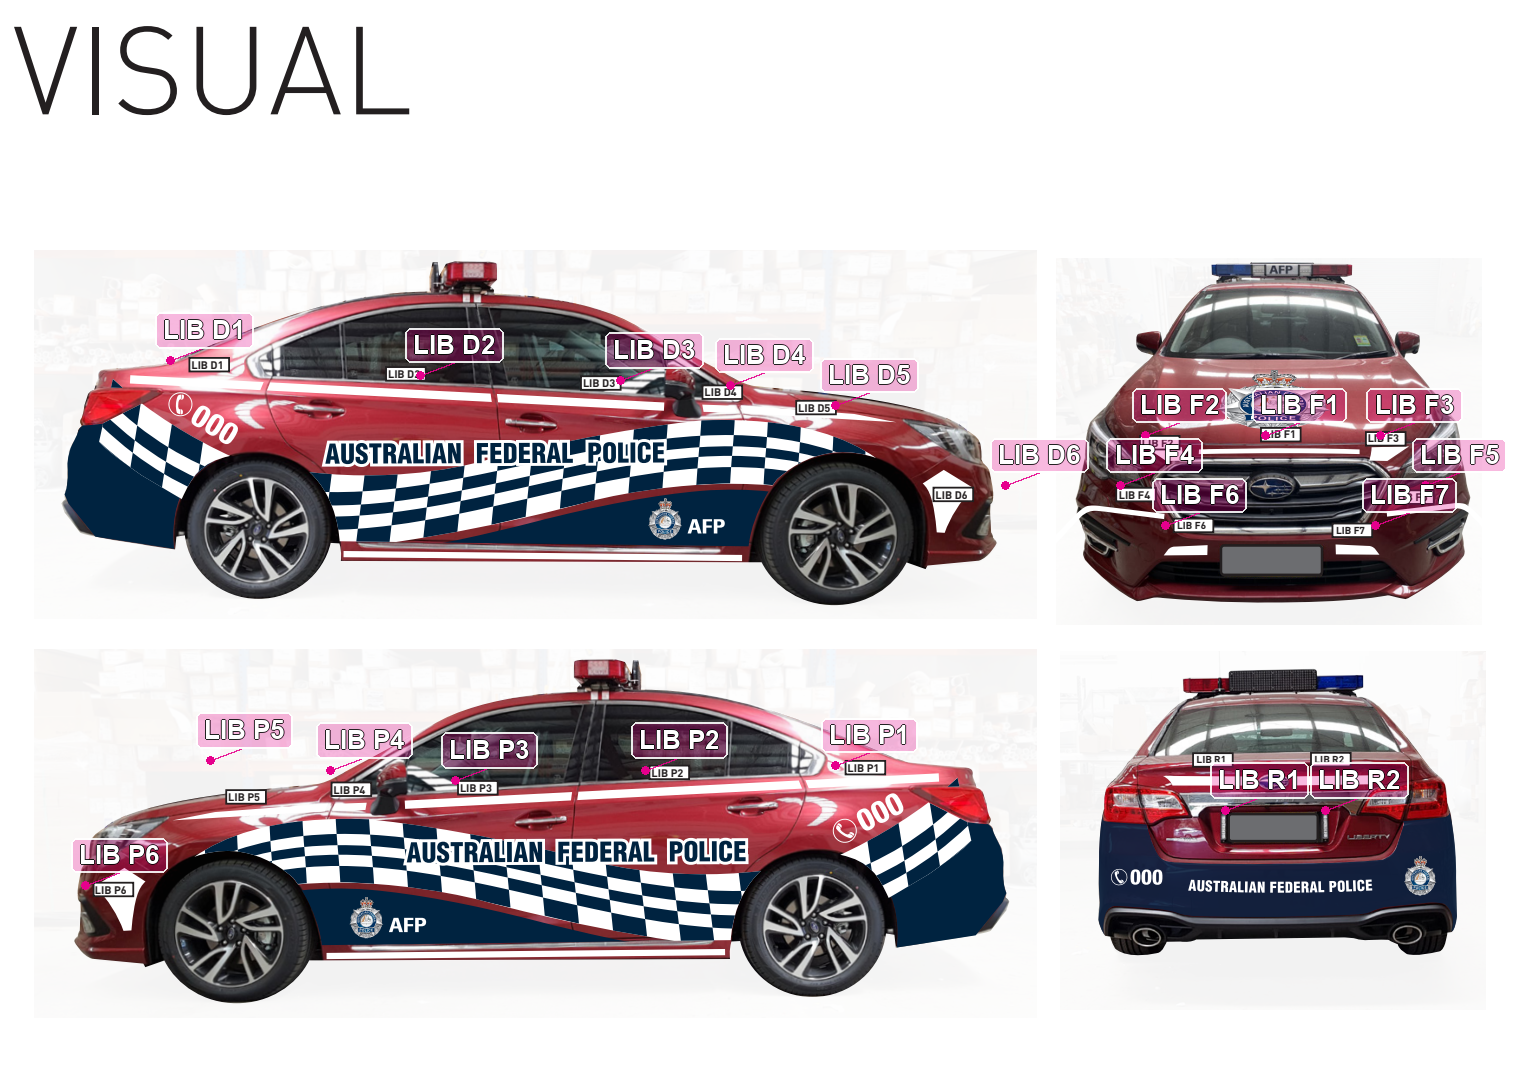 VISUAL
LIB D1
LIB D2
LIB D3
LIB D4
LIB D5
LIB D6
LIB D1
LIB D3
LIB D4
LIB D5
LIB D6
000
AUSTRALIAN FEDERAL POLICE
AFP
AFP
LIB F2
LIB F1
LIB F3
LIB F4
LIB F5
LIB F6
LIB F7
LIB F1
LIB F3
LIB F4
LIB F6
LIB F7
POLICE
LIB P5
LIB P4
LIB P3
LIB P2
LIB P1
LIB P6
LIB P5
LIB P4
LIB P3
LIB P2
LIB P1
LIB P6
000
AUSTRALIAN FEDERAL POLICE
AFP
LIB R1
LIB R2
LIB R1
LIB R2
LIBERTY
000
AUSTRALIAN FEDERAL POLICE